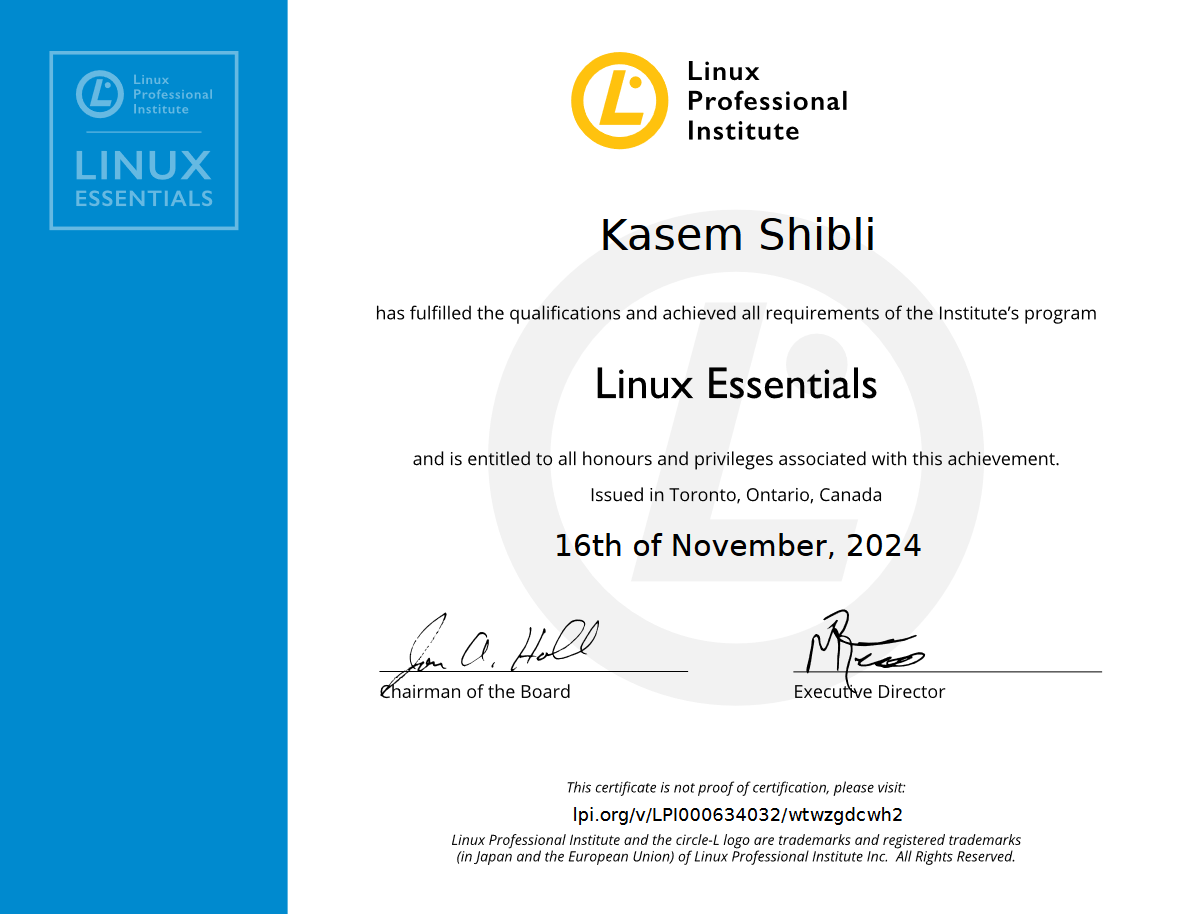 Linux
Professional
Institute
LINUX
ESSENTIALS
Linux
Professional
Institute
Kasem Shibli
has fulfilled the qualifications and achieved all requirements of the Institute’s program
Linux Essentials
and is entitled to all honours and privileges associated with this achievement.
Issued in Toronto, Ontario, Canada
16th of November, 2024
Jon A. Hall
Chairman of the Board
Executive Director
This certificate is not proof of certification, please visit:
lpi.org/v/LPI000634032/wtwzgdcwh2
Linux Professional Institute and the circle-L logo are trademarks and registered trademarks
(in Japan and the European Union) of Linux Professional Institute Inc.  All Rights Reserved.